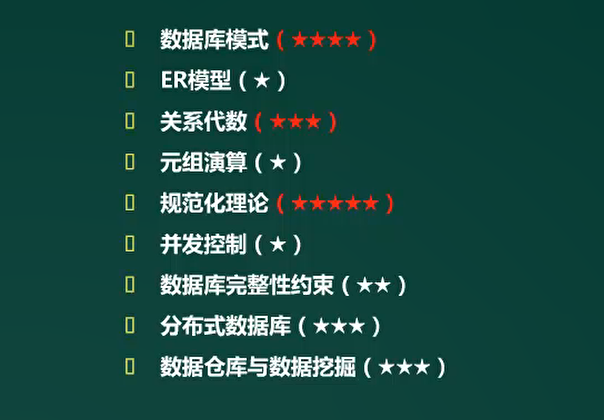 数据库模式（★★★★）
ER模型（★）
关系代数（★★★）
元组演算（★）
规范化理论（★★★★★）
并发控制（★）
数据库完整性约束（★★）
分布式数据库（★★★）
数据仓库与数据挖掘（★★★）